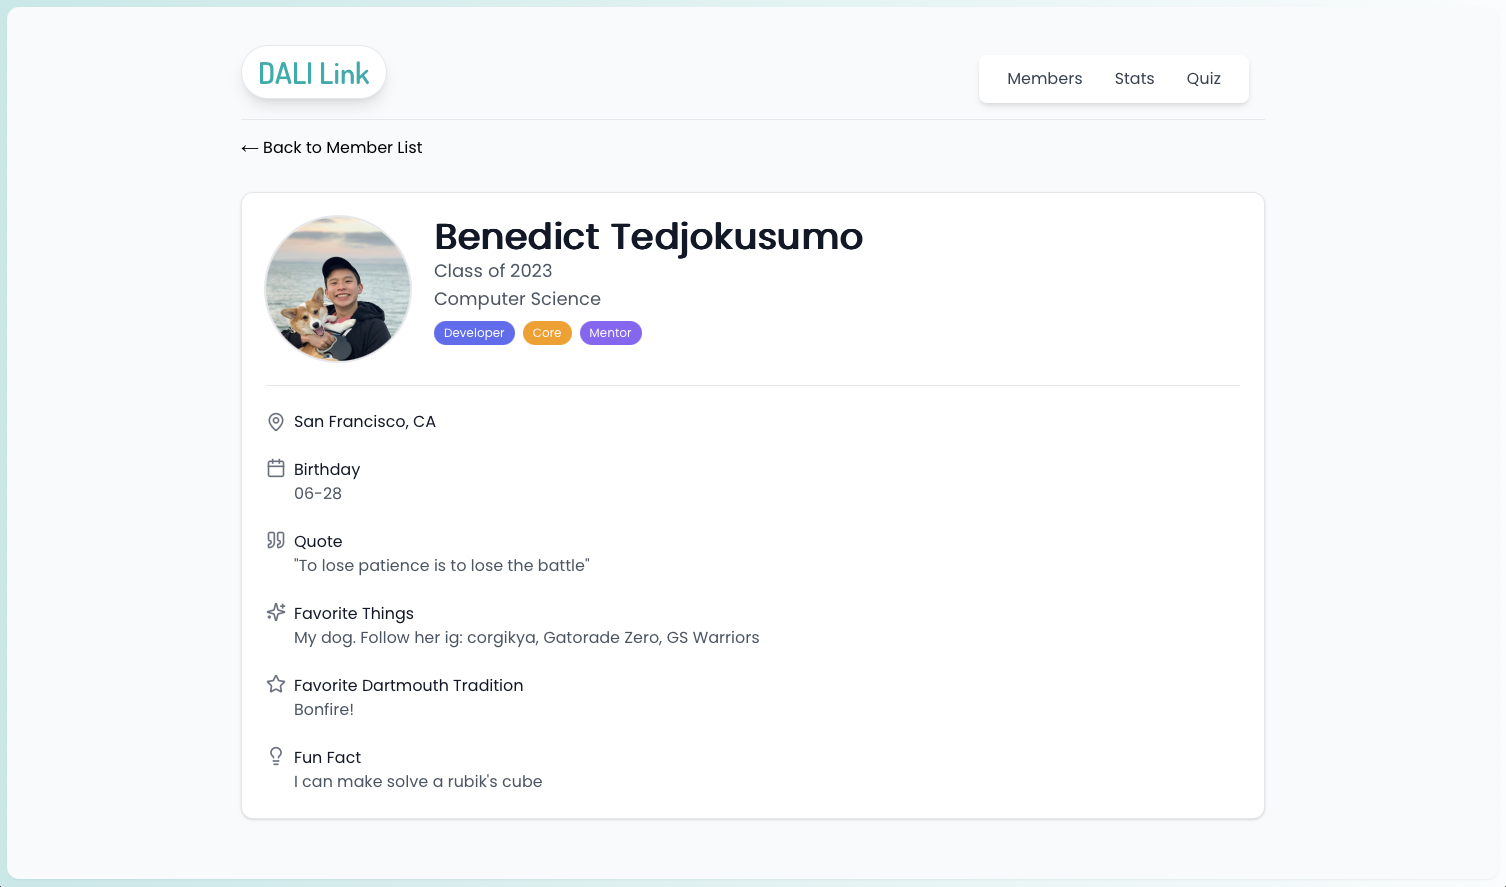 DALI Link
Members Stats Quiz
← Back to Member List
Benedict Tedjokusumo
Class of 2023
Computer Science
Developer Core Mentor
San Francisco, CA
Birthday
06-28
Quote
"To lose patience is to lose the battle"
Favorite Things
My dog. Follow her ig: corgikya, Gatorade Zero, GS Warriors
Favorite Dartmouth Tradition
Bonfire!
Fun Fact
I can make solve a rubik's cube